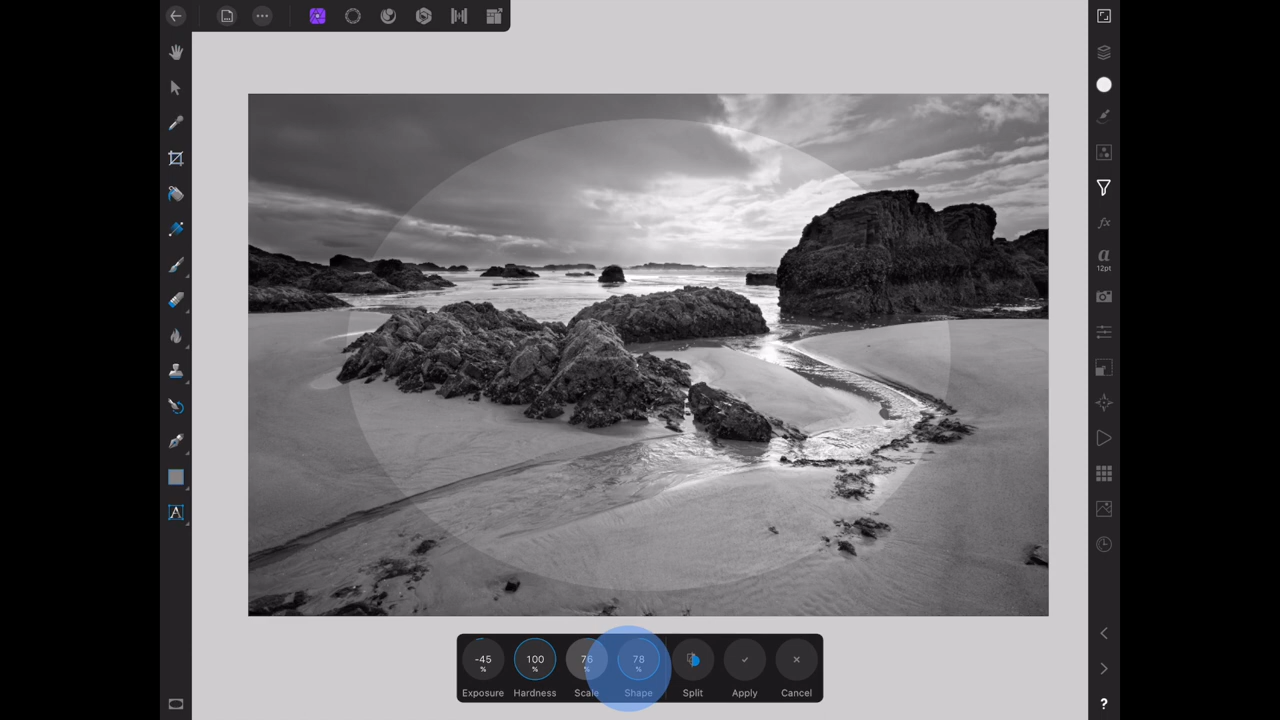 12pt
-45
%
Exposure
100
%
Hardness
76
%
Scale
78
%
Shape
Split
Apply
Cancel
?